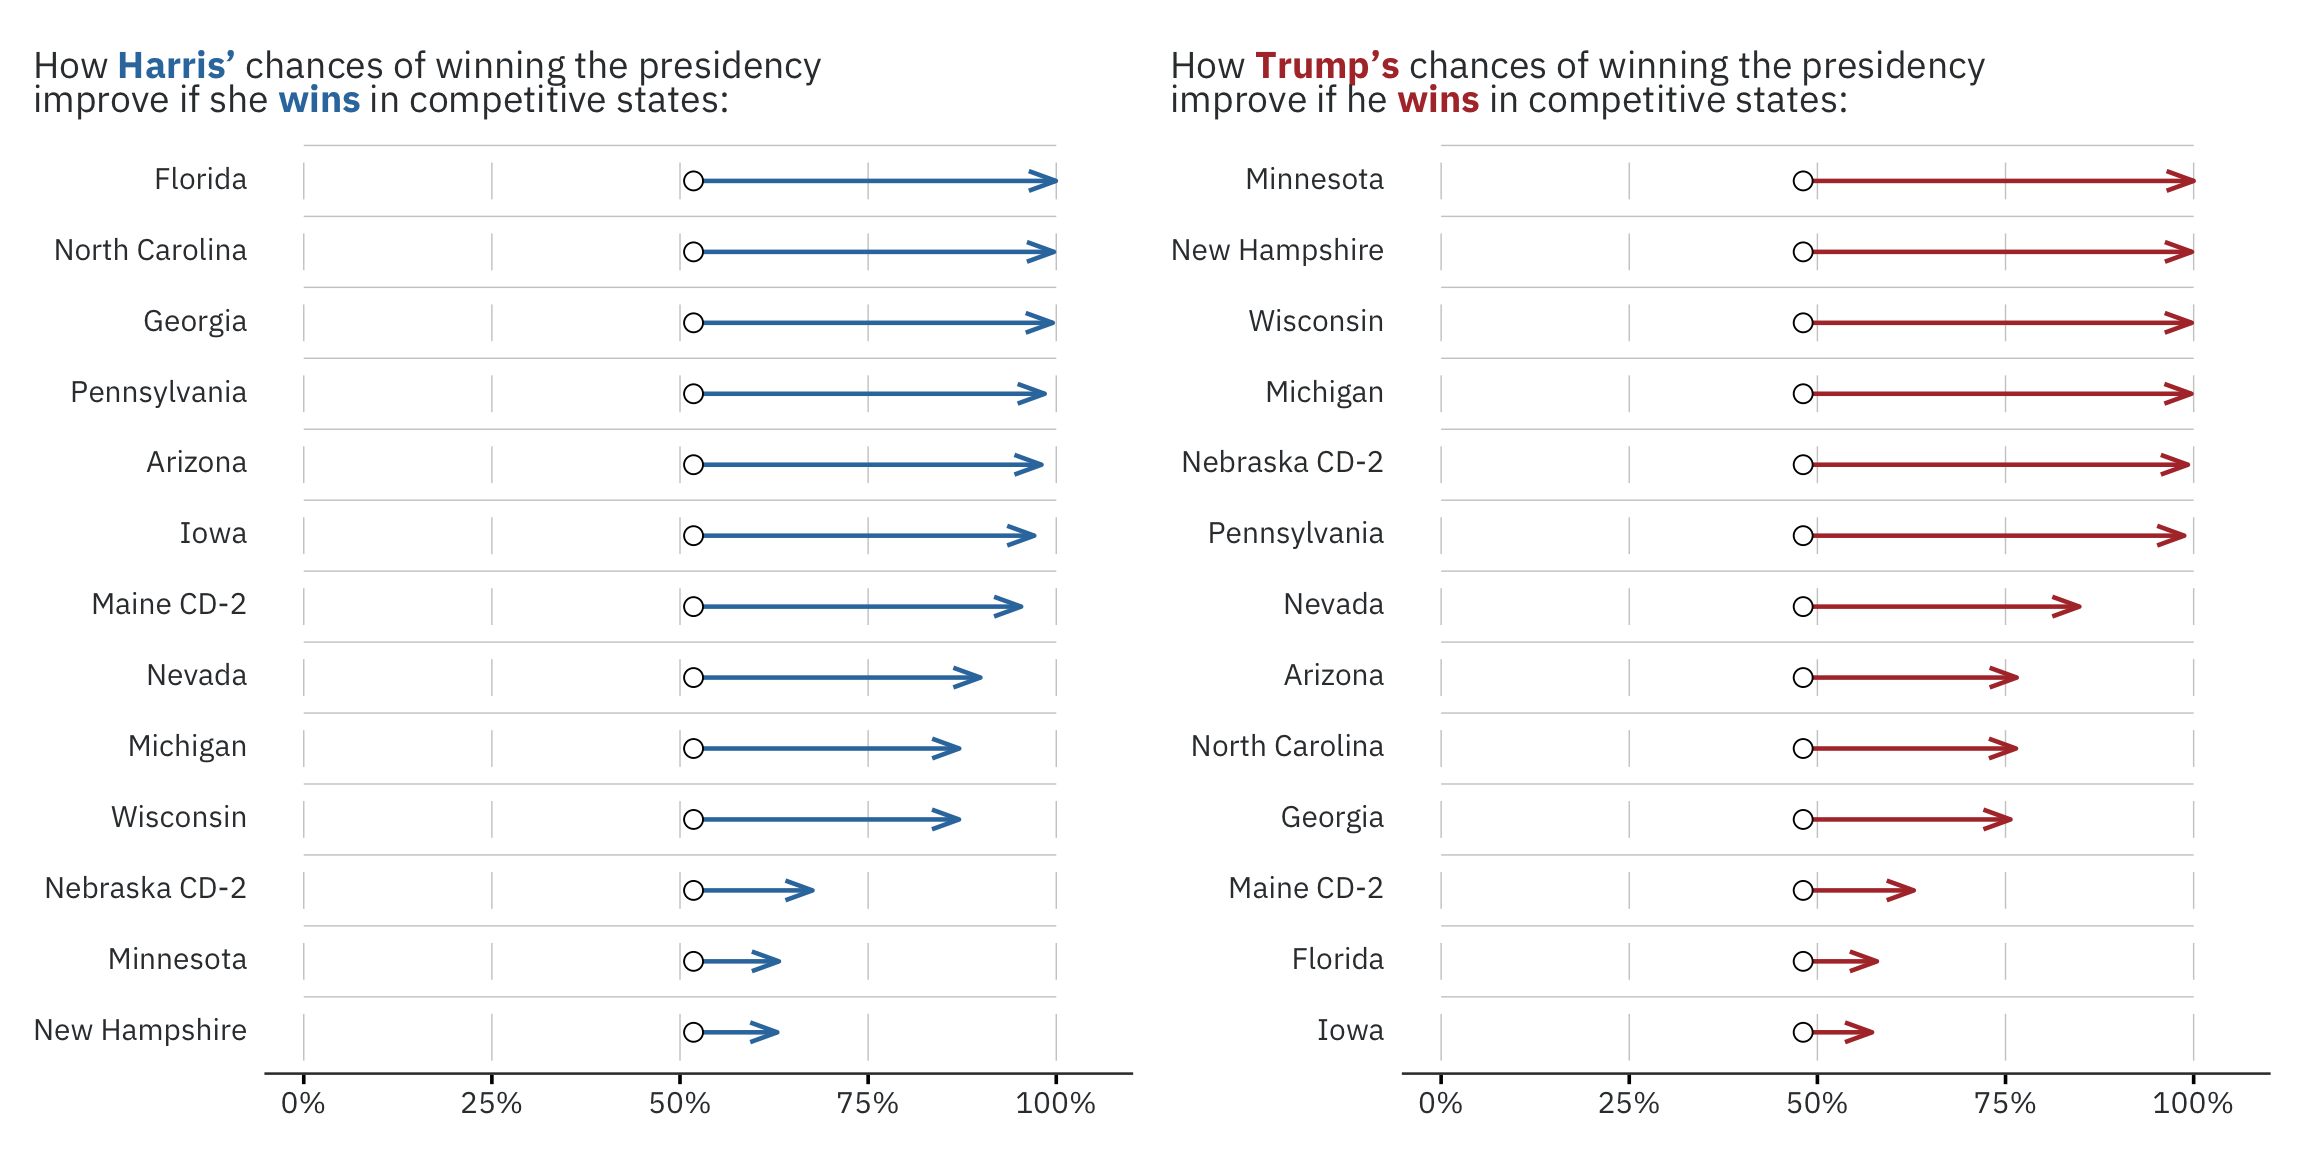 How Harris’ chances of winning the presidency
improve if she wins in competitive states:
Florida
North Carolina
Georgia
Pennsylvania
Arizona
Iowa
Maine CD-2
Nevada
Michigan
Wisconsin
Nebraska CD-2
Minnesota
New Hampshire
0% 25% 50% 75% 100%
How Trump’s chances of winning the presidency
improve if he wins in competitive states:
Minnesota
New Hampshire
Wisconsin
Michigan
Nebraska CD-2
Pennsylvania
Nevada
Arizona
North Carolina
Georgia
Maine CD-2
Florida
Iowa
0% 25% 50% 75% 100%